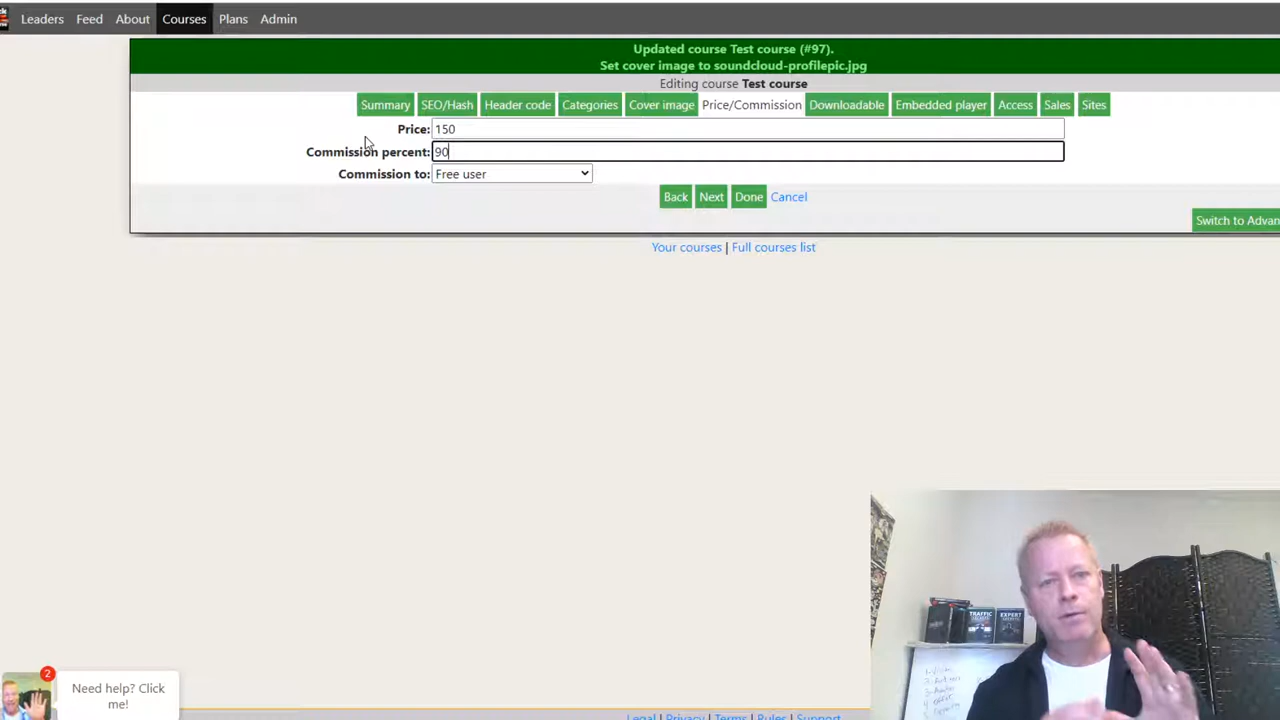 Leaders Feed About Courses Plans Admin
Updated course Test course (#97).
Set cover image to soundcloud-profilepic.jpg
Editing course Test course
Summary SEO/Hash Header code Categories Cover image Price/Commission Downloadable Embedded player Access Sales Sites
Price: 150
Commission percent: 90
Commission to: Free user
Back Next Done Cancel
Switch to Advan
Your courses | Full courses list
TRAFFIC
EXPERT
2
Need help? Click
me!
Legal | Privacy | Terms | Rules | Support